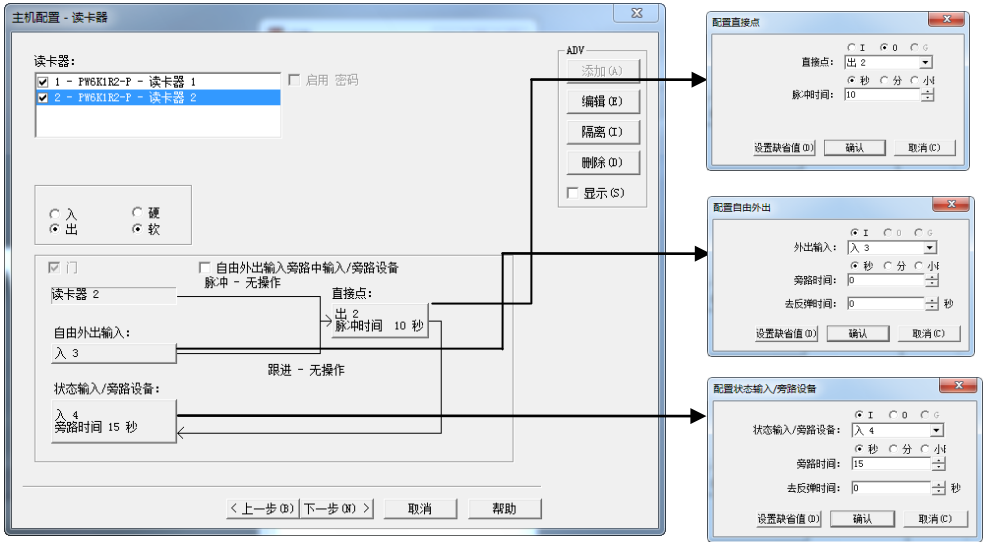 主机配置 - 读卡器
读卡器:
1 - PW6K1R2-P - 读卡器 1
2 - PW6K1R2-P - 读卡器 2
启用 密码
ADV
添加(A)
编辑(E)
隔离(I)
删除(D)
显示(S)
入
出
硬
软
门
自由外出输入旁路中输入/旁路设备
脉冲 - 无操作
读卡器 2
直接点:
出 2
脉冲时间 10 秒
自由外出输入:
入 3
跟进 - 无操作
状态输入/旁路设备:
入 4
旁路时间 15 秒
< 上一步(B)
下一步(N) >
取消
帮助
配置直接点
I O G
直接点: 出 2
秒 分 小
脉冲时间: 10
设置缺省值(D) 确认 取消(C)
配置自由外出
I O G
外出输入: 入 3
秒 分 小
旁路时间: 0
去反弹时间: 0 秒
设置缺省值(D) 确认 取消(C)
配置状态输入/旁路设备
I O G
状态输入/旁路设备: 入 4
秒 分 小
旁路时间: 15
去反弹时间: 0 秒
设置缺省值(D) 确认 取消(C)